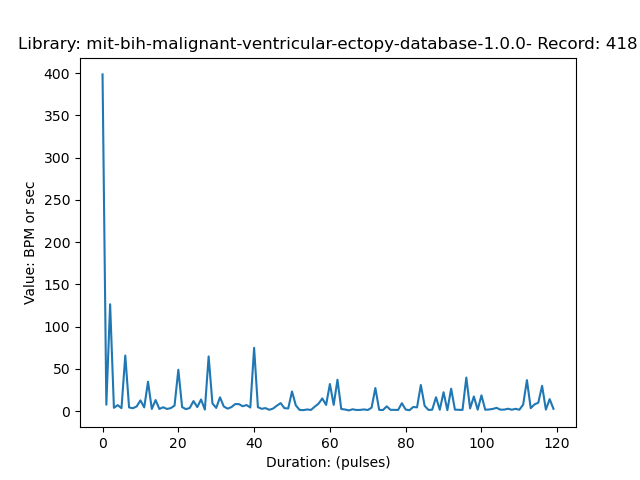 Library: mit-bih-malignant-ventricular-ectopy-database-1.0.0- Record: 418
400
350
300
250
200
150
100
50
0
Value: BPM or sec
0 20 40 60 80 100 120
Duration: (pulses)